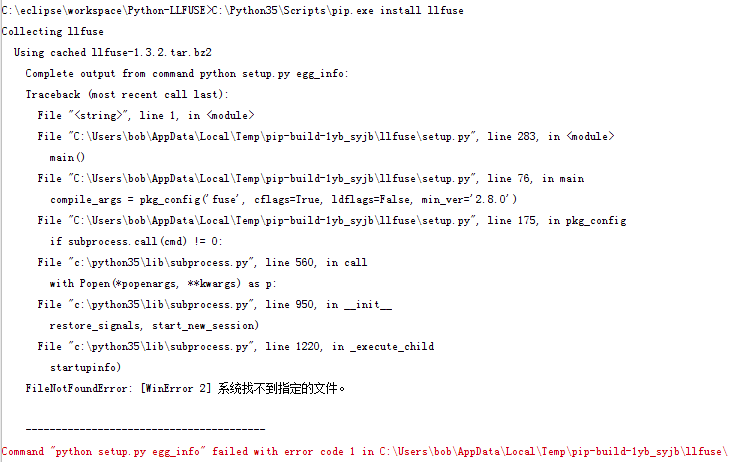 C:\eclipse\workspace\Python-LLFUSE>C:\Python35\Scripts\pip.exe install llfuse
Collecting llfuse
Using cached llfuse-1.3.2.tar.bz2
Complete output from command python setup.py egg_info:
Traceback (most recent call last):
File "<string>", line 1, in <module>
File "C:\Users\bob\AppData\Local\Temp\pip-build-1yb_syjb\llfuse\setup.py", line 283, in <module>
main()
File "C:\Users\bob\AppData\Local\Temp\pip-build-1yb_syjb\llfuse\setup.py", line 76, in main
compile_args = pkg_config('fuse', cflags=True, ldflags=False, min_ver='2.8.0')
File "C:\Users\bob\AppData\Local\Temp\pip-build-1yb_syjb\llfuse\setup.py", line 175, in pkg_config
if subprocess.call(cmd) != 0:
File "c:\python35\lib\subprocess.py", line 560, in call
with Popen(*popenargs, **kwargs) as p:
File "c:\python35\lib\subprocess.py", line 950, in __init__
restore_signals, start_new_session)
File "c:\python35\lib\subprocess.py", line 1220, in _execute_child
startupinfo)
FileNotFoundError: [WinError 2] 系统找不到指定的文件。
----------------------------------------
Command "python setup.py egg_info" failed with error code 1 in C:\Users\bob\AppData\Local\Temp\pip-build-1yb_syjb\llfuse\